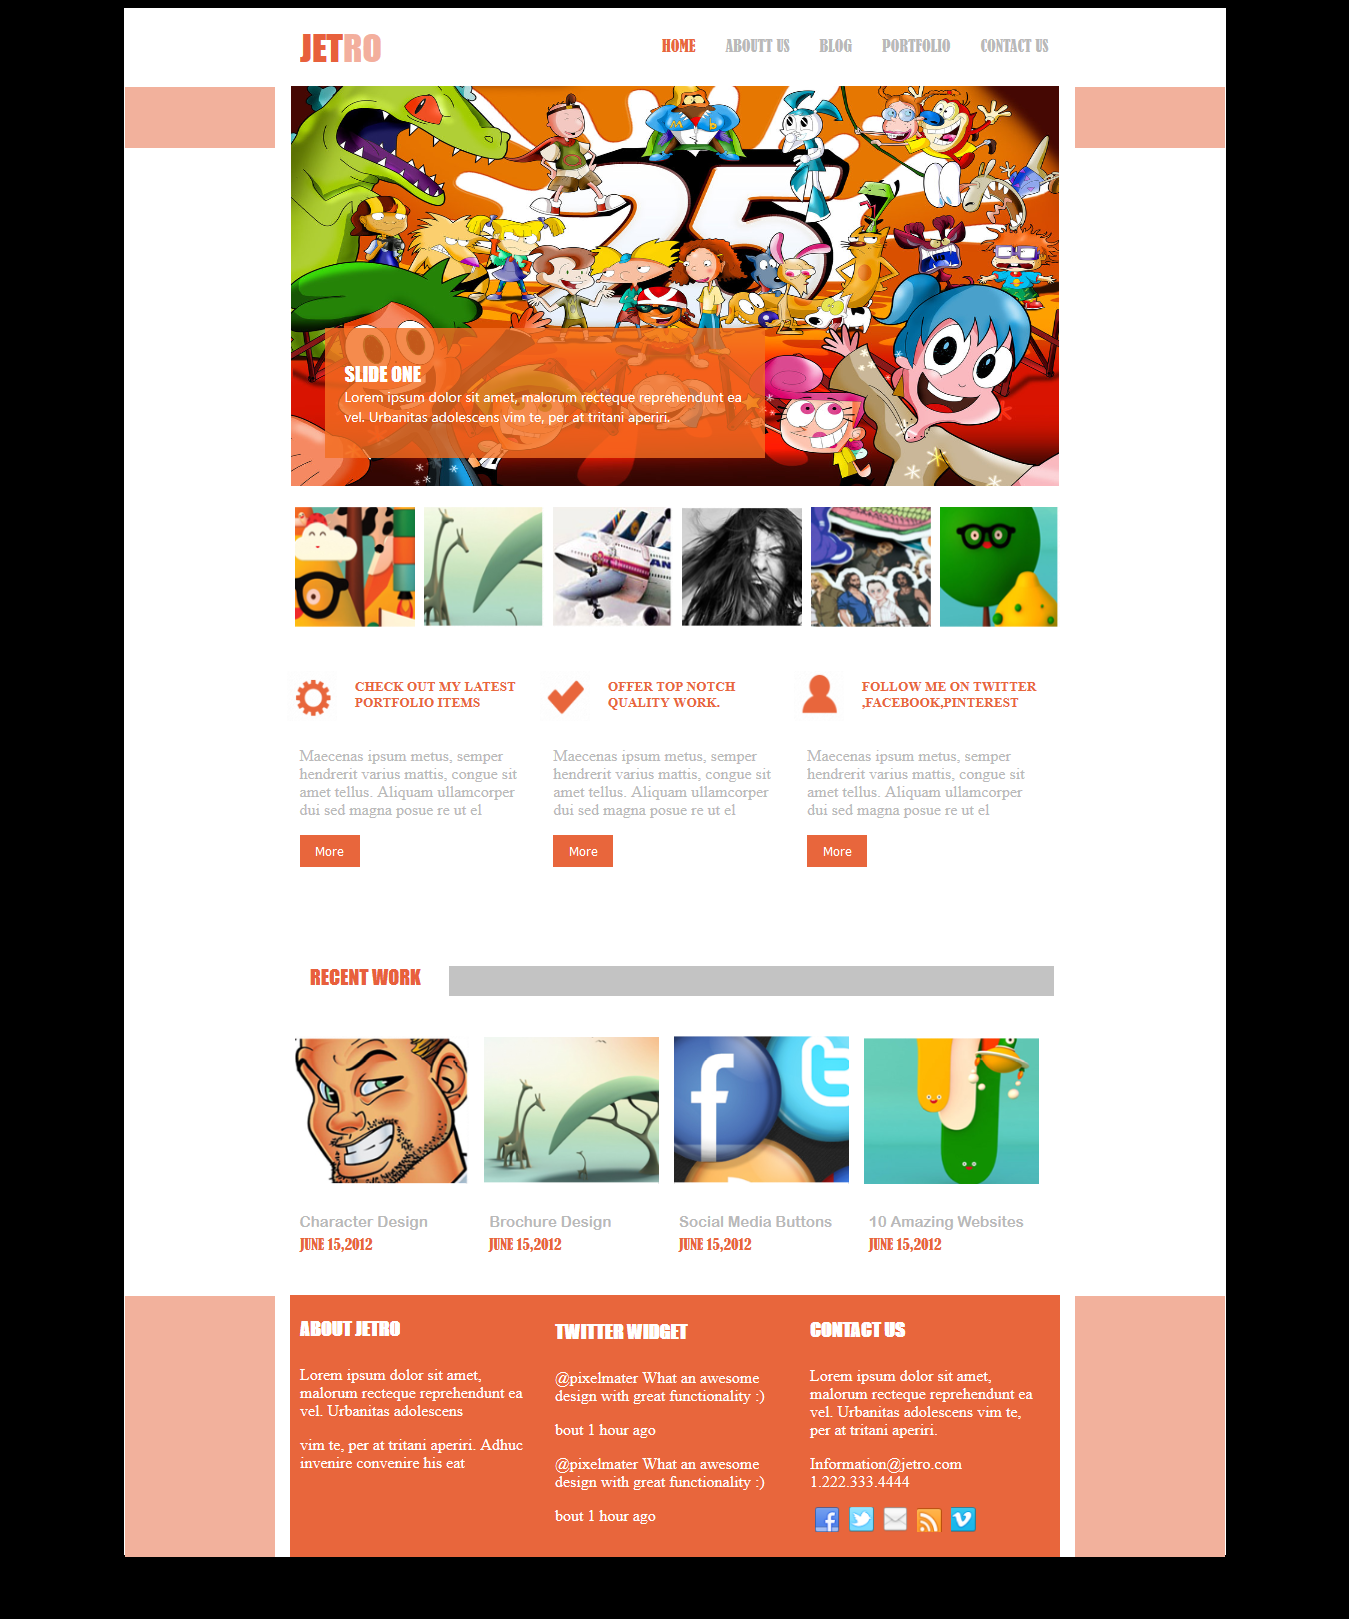 JETRO
HOME ABOUTT US BLOG PORTFOLIO CONTACT US
25
SLIDE ONE
Lorem ipsum dolor sit amet, malorum recteque reprehendunt ea
vel. Urbanitas adolescens vim te, per at tritani aperiri.
CHECK OUT MY LATEST
PORTFOLIO ITEMS
Maecenas ipsum metus, semper
hendrerit varius mattis, congue sit
amet tellus. Aliquam ullamcorper
dui sed magna posue re ut el
More
OFFER TOP NOTCH
QUALITY WORK.
Maecenas ipsum metus, semper
hendrerit varius mattis, congue sit
amet tellus. Aliquam ullamcorper
dui sed magna posue re ut el
More
FOLLOW ME ON TWITTER
,FACEBOOK,PINTEREST
Maecenas ipsum metus, semper
hendrerit varius mattis, congue sit
amet tellus. Aliquam ullamcorper
dui sed magna posue re ut el
More
RECENT WORK
Character Design
JUNE 15,2012
Brochure Design
JUNE 15,2012
Social Media Buttons
JUNE 15,2012
10 Amazing Websites
JUNE 15,2012
ABOUT JETRO
Lorem ipsum dolor sit amet,
malorum recteque reprehendunt ea
vel. Urbanitas adolescens
vim te, per at tritani aperiri. Adhuc
invenire convenire his eat
TWITTER WIDGET
@pixelmater What an awesome
design with great functionality :)
bout 1 hour ago
@pixelmater What an awesome
design with great functionality :)
bout 1 hour ago
CONTACT US
Lorem ipsum dolor sit amet,
malorum recteque reprehendunt ea
vel. Urbanitas adolescens vim te,
per at tritani aperiri.
Information@jetro.com
1.222.333.4444